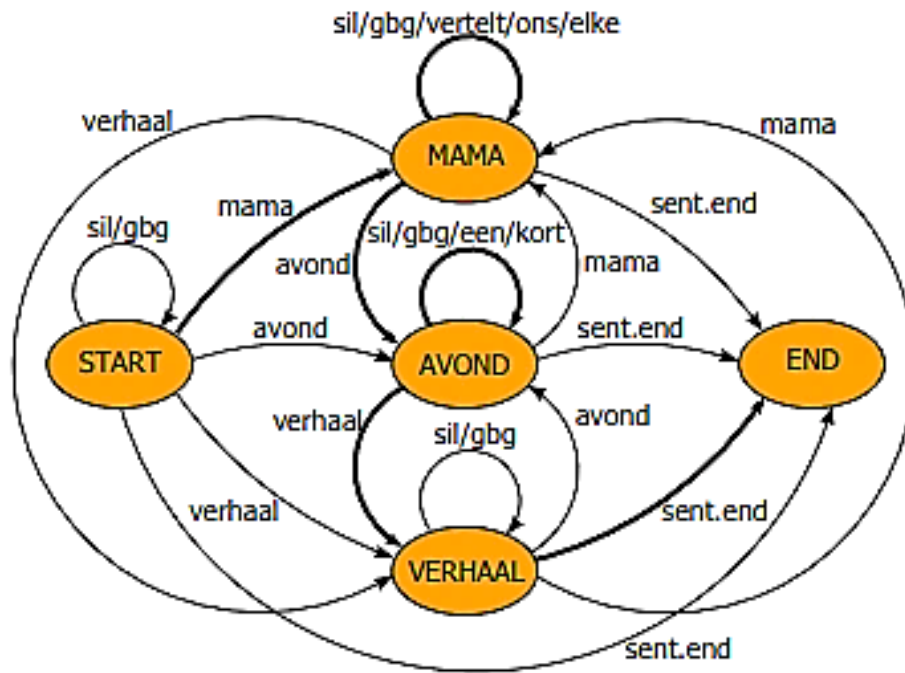 sil/gbg/vertelt/ons/elke
verhaal
mama
MAMA
mama
sent.end
sil/gbg
sil/gbg/een/kort
avond
mama
avond
sent.end
START
AVOND
END
verhaal
avond
sil/gbg
verhaal
sent.end
VERHAAL
sent.end